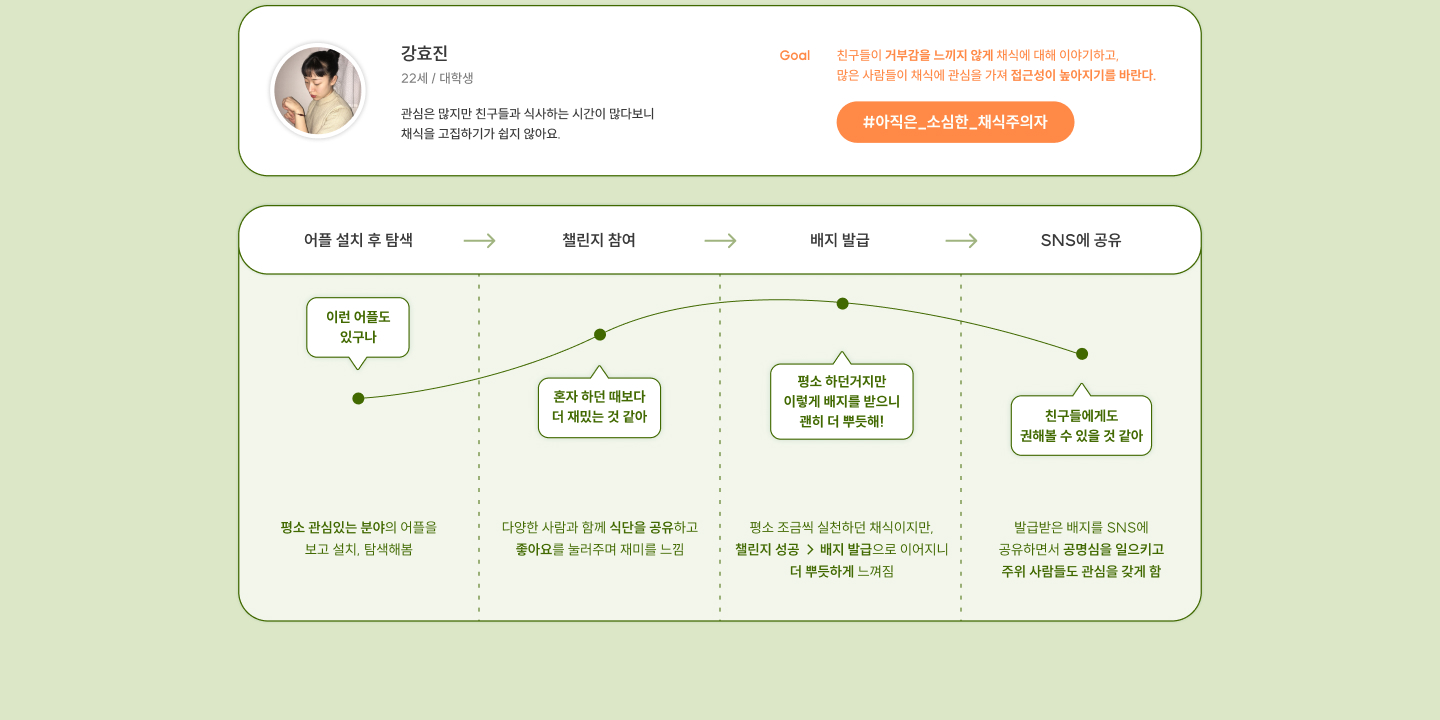 강효진
22세 / 대학생
관심은 많지만 친구들과 식사하는 시간이 많다보니
채식을 고집하기가 쉽지 않아요.
Goal
친구들이 거부감을 느끼지 않게 채식에 대해 이야기하고,
많은 사람들이 채식에 관심을 가져 접근성이 높아지기를 바란다.
#아직은_소심한_채식주의자
어플 설치 후 탐색
챌린지 참여
배지 발급
SNS에 공유
이런 어플도
있구나
혼자 하던 때보다
더 재밌는 것 같아
평소 하던거지만
이렇게 배지를 받으니
괜히 더 뿌듯해!
친구들에게도
권해볼 수 있을 것 같아
평소 관심있는 분야의 어플을
보고 설치, 탐색해봄
다양한 사람과 함께 식단을 공유하고
좋아요를 눌러주며 재미를 느낌
평소 조금씩 실천하던 채식이지만,
챌린지 성공 > 배지 발급으로 이어지니
더 뿌듯하게 느껴짐
발급받은 배지를 SNS에
공유하면서 공명심을 일으키고
주위 사람들도 관심을 갖게 함